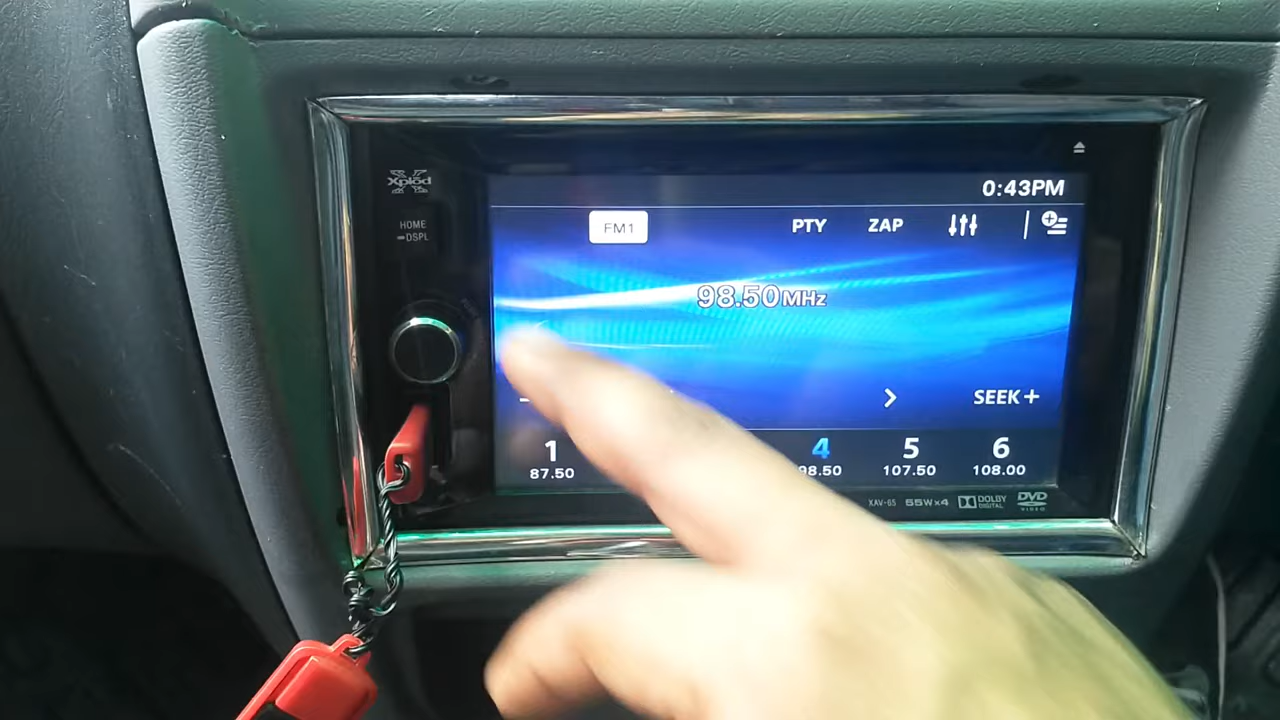 Xplod
0:43PM
HOME
DSPL
FM1 PTY ZAP
98.50MHz
SEEK+
1 4 5 6
87.50 98.50 107.50 108.00
XAV-65 55W×4 DOLBY DIGITAL DVD VIDEO